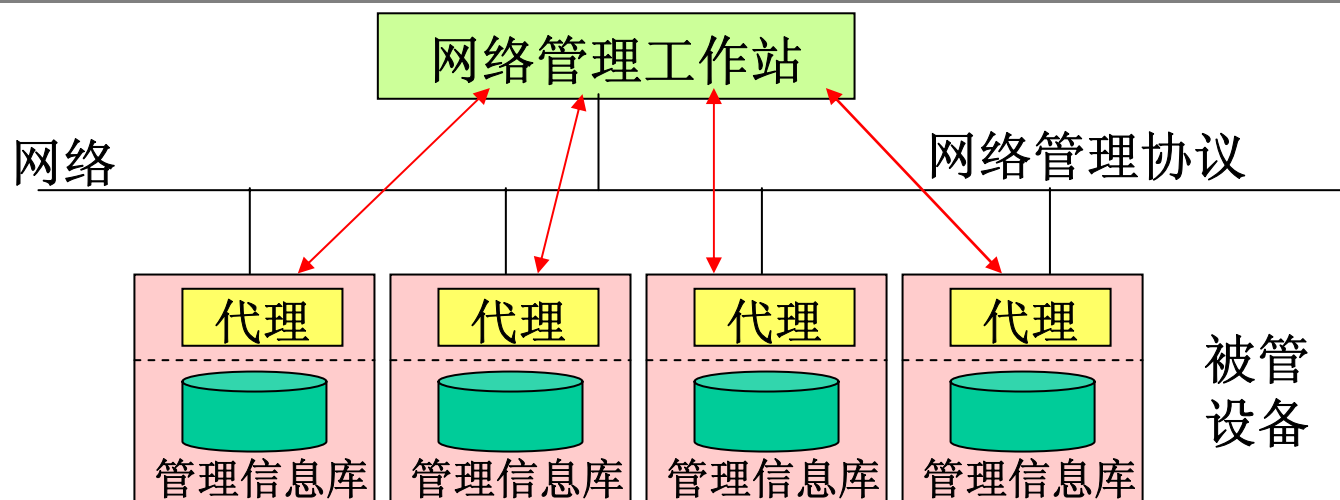 网络管理工作站
网络
网络管理协议
代理
代理
代理
代理
被管
设备
管理信息库
管理信息库
管理信息库
管理信息库